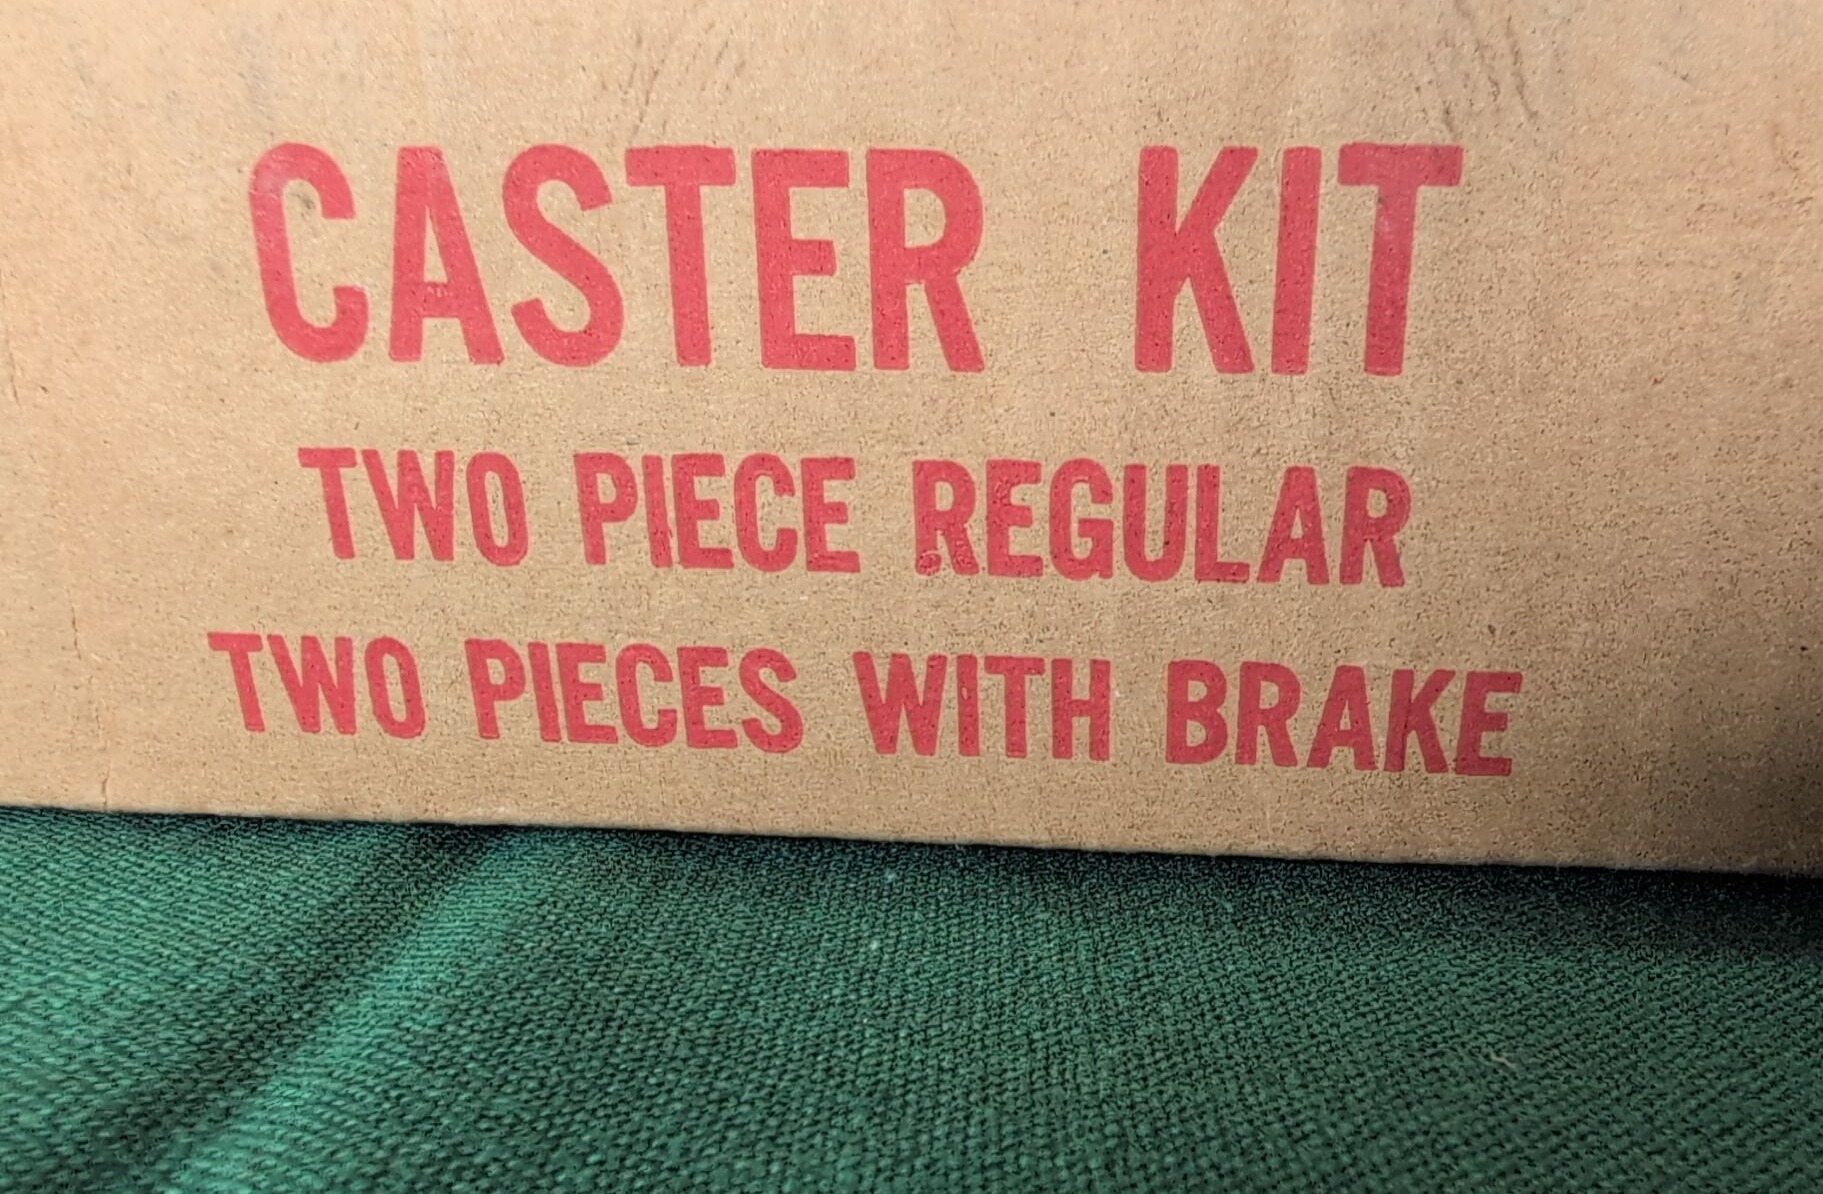 CASTER KIT
TWO PIECE REGULAR
TWO PIECES WITH BRAKE